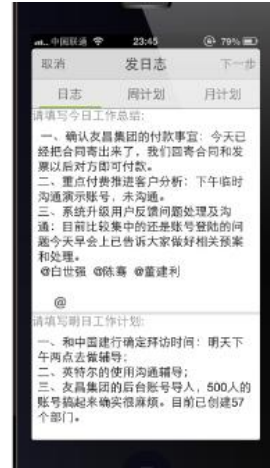 中国联通 23:45 79%
取消 发日志 下一步
日志 周计划 月计划
请填写今日工作总结:
一、确认友昌集团的付款事宜：今天已
经把合同寄出来了，我们回寄合同和发
票以后对方即可付款。
二、重点付费推进客户分析：下午临时
沟通演示账号，未沟通。
三、系统升级用户反馈问题处理及沟
通：目前比较集中的还是账号登陆的问
题今天早会上已告诉大家做好相关预案
和处理。
@白世强 @陈骞 @董建利
@
请填写明日工作计划:
一、和中国建行确定拜访时间：明天下
午两点去做辅导；
二、英特尔的使用沟通辅导；
三、友昌集团的后台账号导人，500人的
账号搞起来确实很麻烦。目前已创建57
个部门。